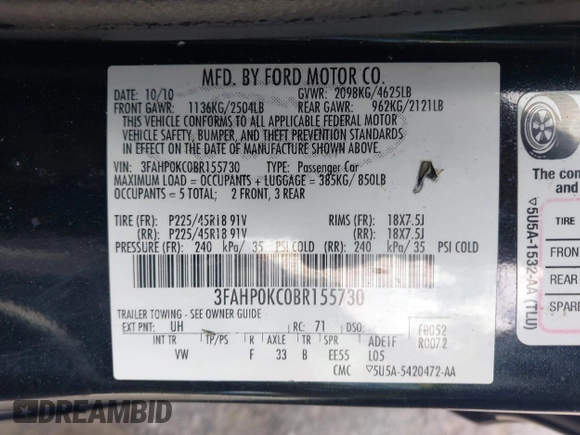 MFD. BY FORD MOTOR CO.
DATE: 10/10 GVWR: 2098KG/4625LB
FRONT GAWR: 1136KG/2504LB REAR GAWR: 962KG/2121LB
THIS VEHICLE CONFORMS TO ALL APPLICABLE FEDERAL MOTOR
VEHICLE SAFETY, BUMPER, AND THEFT PREVENTION STANDARDS
IN EFFECT ON THE DATE OF MANUFACTURE SHOWN ABOVE.
VIN: 3FAHP0KC0BR155730 TYPE: Passenger Car
MAXIMUM LOAD = OCCUPANTS + LUGGAGE = 385KG/ 850LB
OCCUPANTS = 5 TOTAL; 2 FRONT, 3 REAR
TIRE (FR): P225/45R18 91V RIMS (FR): 18X7.5J
(RR): P225/45R18 91V (RR): 18X7.5J
PRESSURE (FR): 240 kPa/ 35 PSI COLD (RR): 240 kPa/ 35 PSI COLD
3FAHP0KC0BR155730
TRAILER TOWING - SEE OWNER GUIDE
EXT PNT: UH RC: 71 DSO: F8052
R0072
INT TR TP/PS R AXLE TR SPR ADE1F
VW F 33 B EE55 L05
CMC ▽5U5A-5420472-AA
▽5U5A-1532-AA (TLU)
The com
and
TIRE
FRONT
REAR
SPARE
DREAMBID